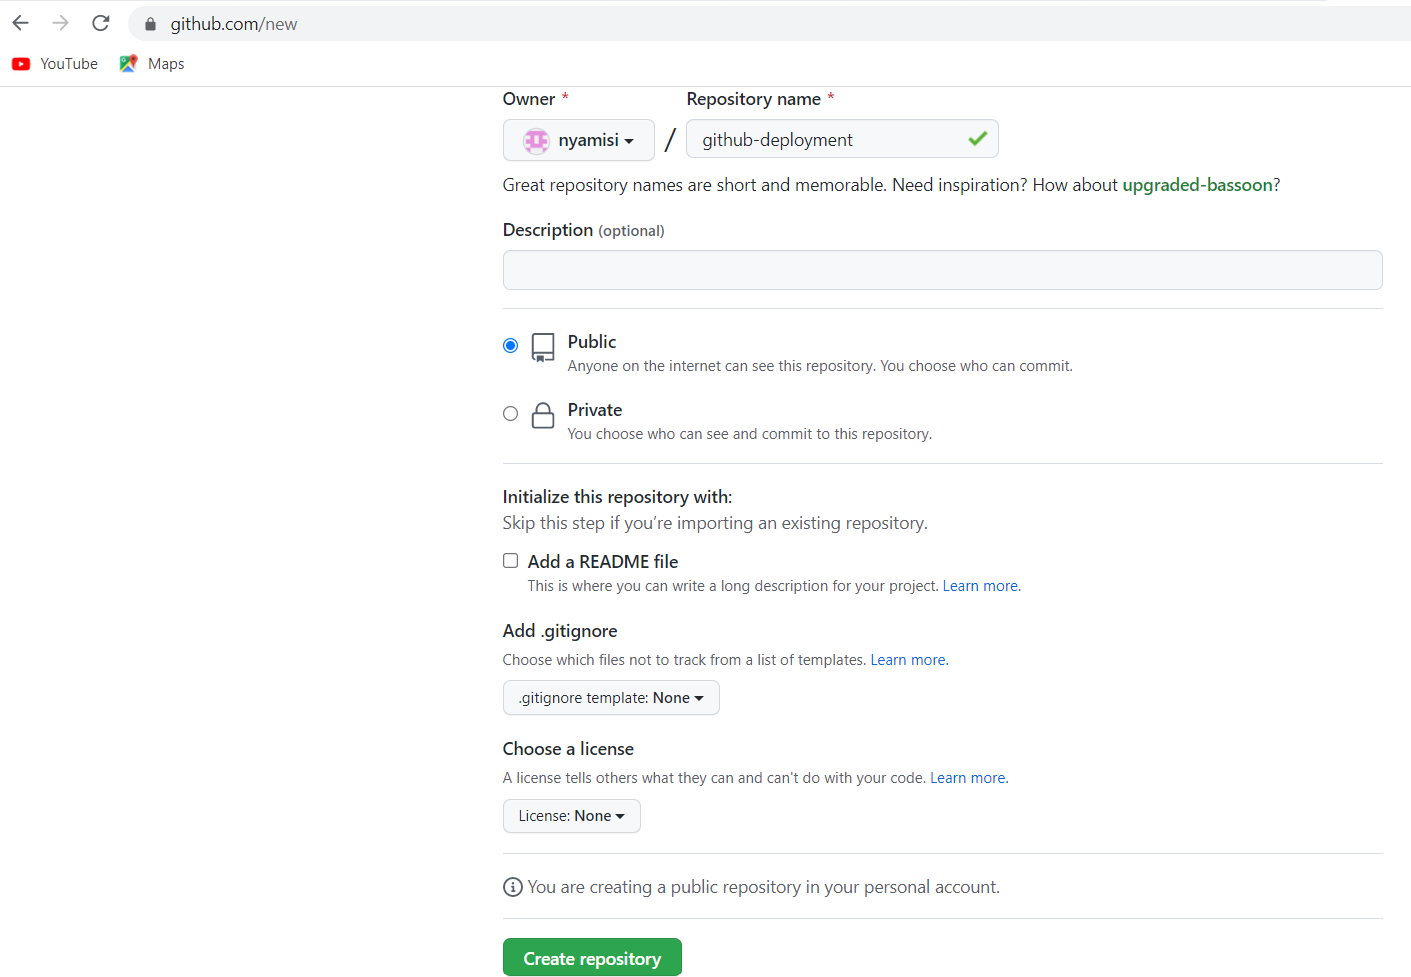 github.com/new
YouTube Maps
Owner * Repository name *
nyamisi / github-deployment
Great repository names are short and memorable. Need inspiration? How about upgraded-bassoon?
Description (optional)
Public
Anyone on the internet can see this repository. You choose who can commit.
Private
You choose who can see and commit to this repository.
Initialize this repository with:
Skip this step if you’re importing an existing repository.
Add a README file
This is where you can write a long description for your project. Learn more.
Add .gitignore
Choose which files not to track from a list of templates. Learn more.
.gitignore template: None
Choose a license
A license tells others what they can and can't do with your code. Learn more.
License: None
You are creating a public repository in your personal account.
Create repository